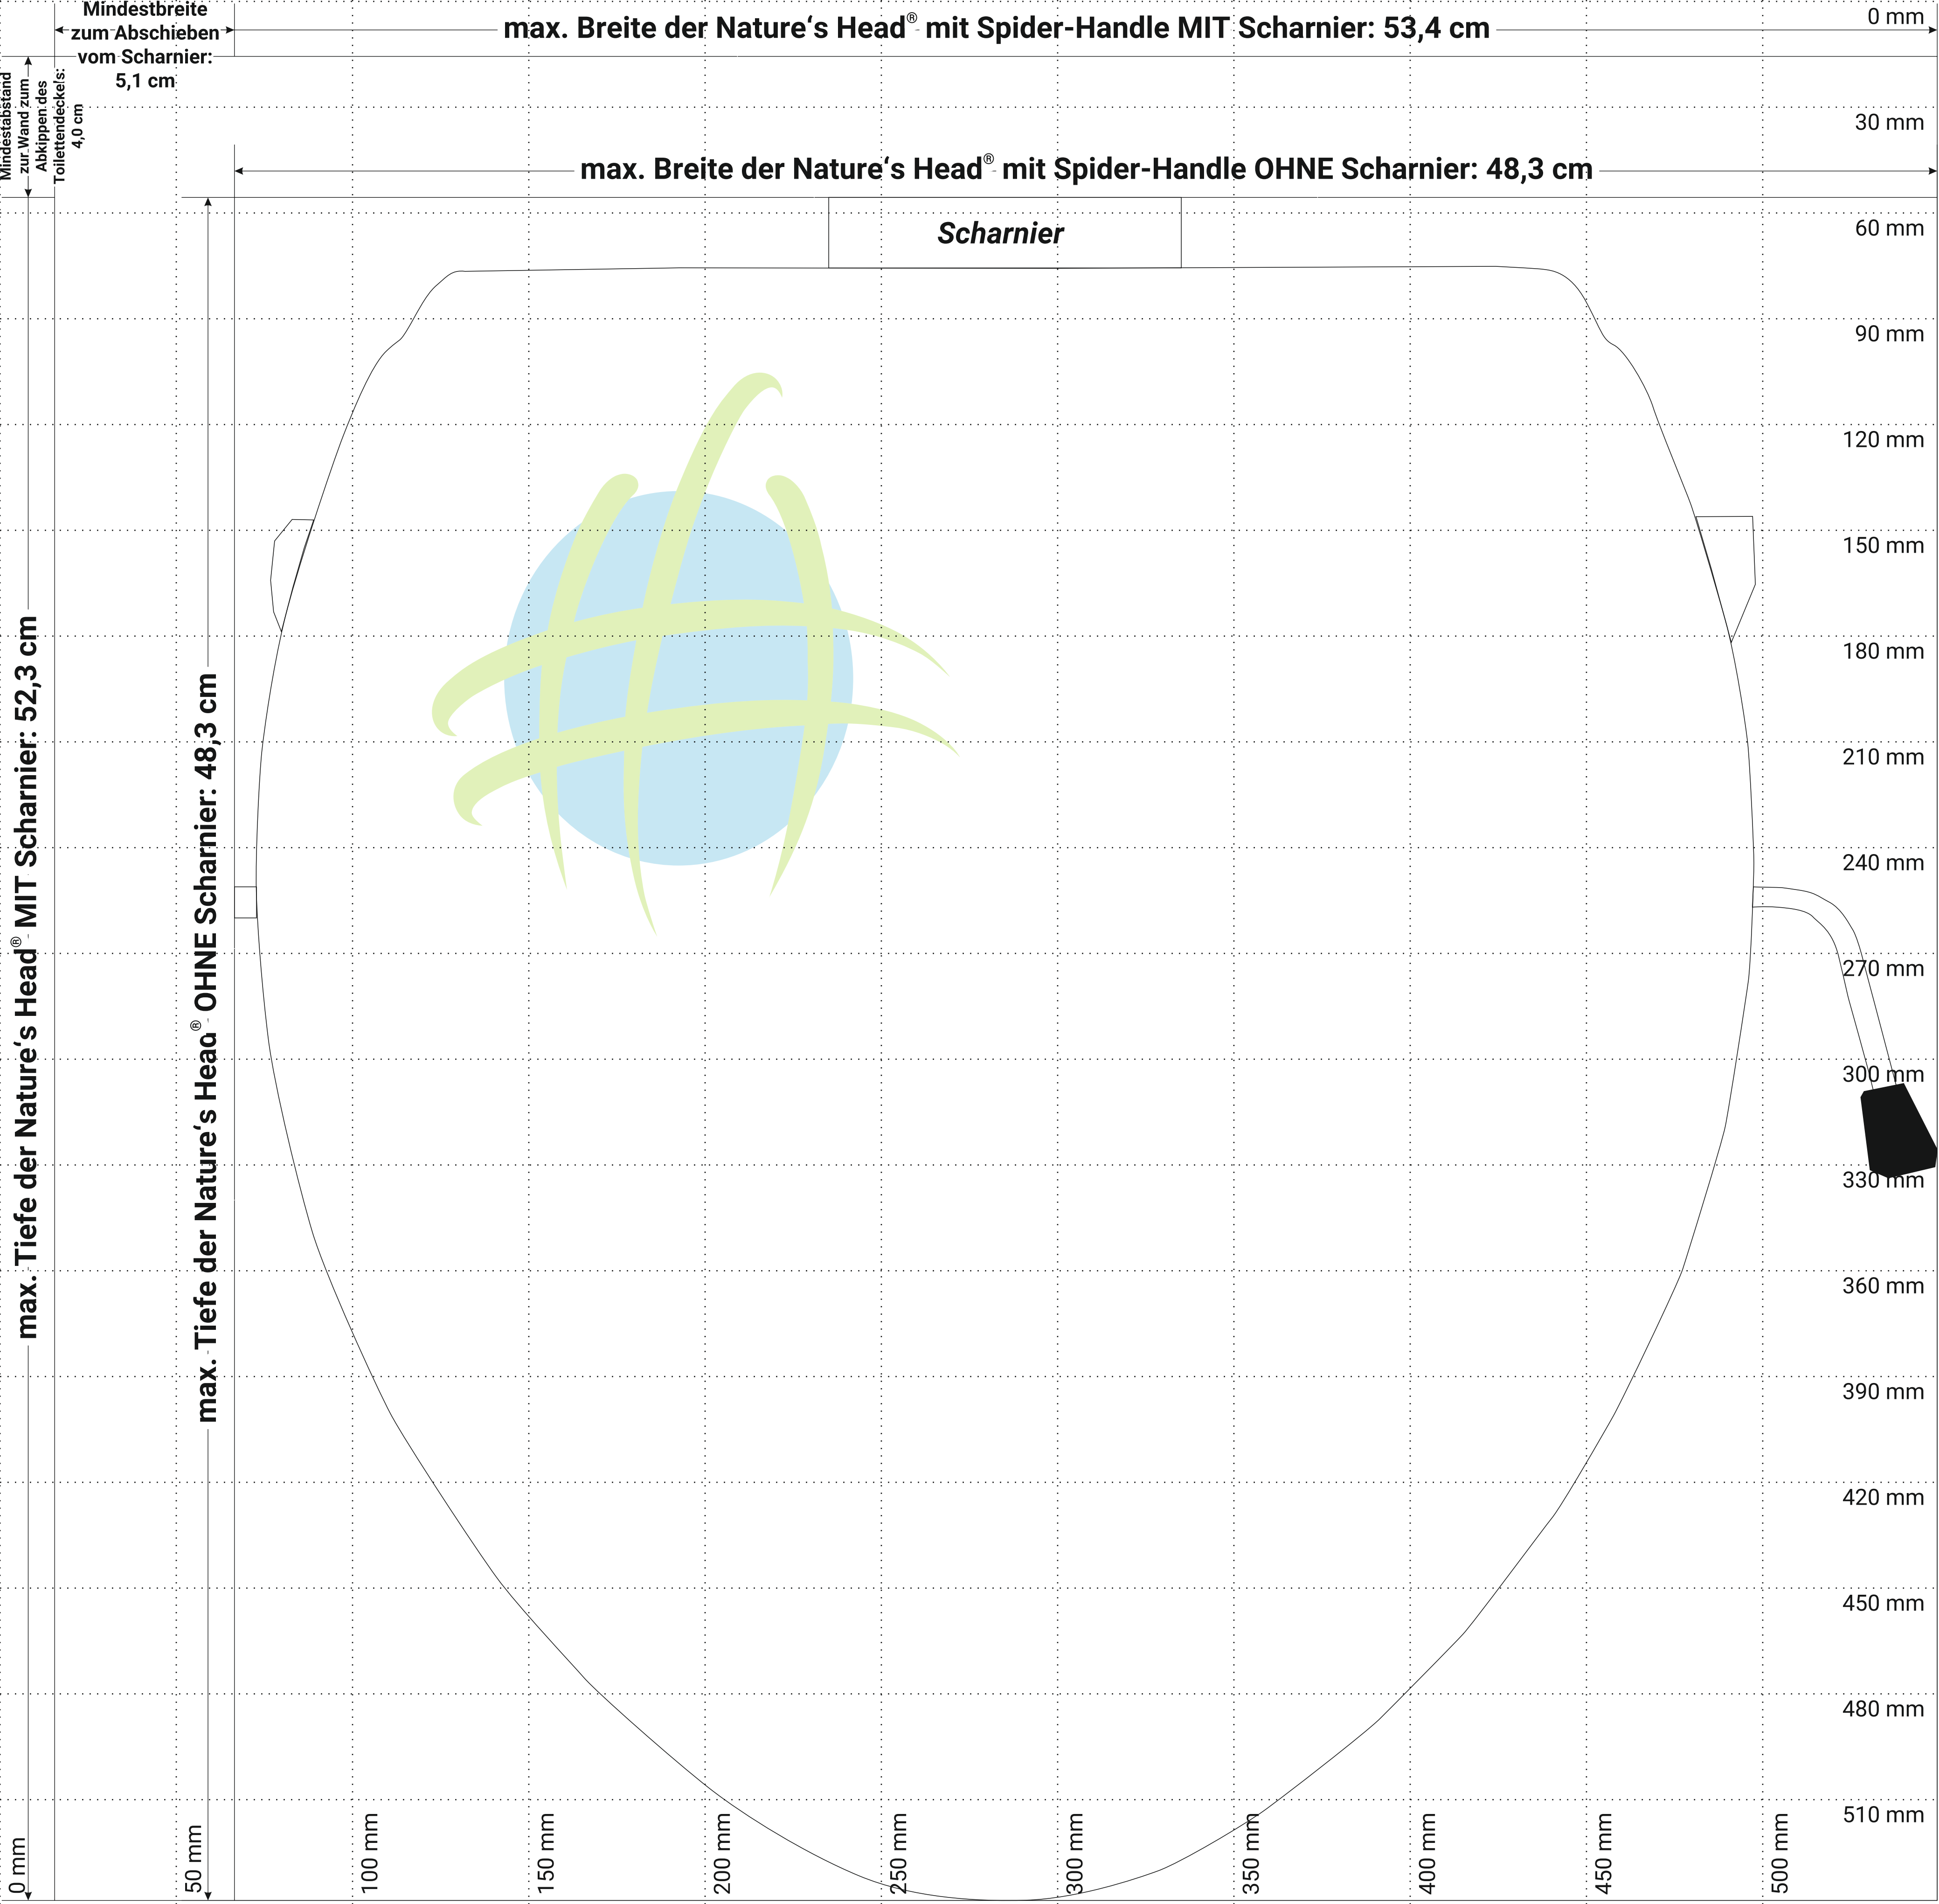 Mindestbreite
zum Abschieben
vom Scharnier:
5,1 cm
max. Breite der Nature‘s Head® mit Spider-Handle MIT Scharnier: 53,4 cm
0 mm
Mindestabstand
zur Wand zum
Abkippen des
Toilettendeckels:
4,0 cm
30 mm
max. Breite der Nature‘s Head® mit Spider-Handle OHNE Scharnier: 48,3 cm
60 mm
Scharnier
90 mm
120 mm
150 mm
180 mm
210 mm
240 mm
270 mm
300 mm
330 mm
360 mm
390 mm
420 mm
450 mm
480 mm
510 mm
max. Tiefe der Nature‘s Head® MIT Scharnier: 52,3 cm
max. Tiefe der Nature‘s Head® OHNE Scharnier: 48,3 cm
0 mm
50 mm
100 mm
150 mm
200 mm
250 mm
300 mm
350 mm
400 mm
450 mm
500 mm